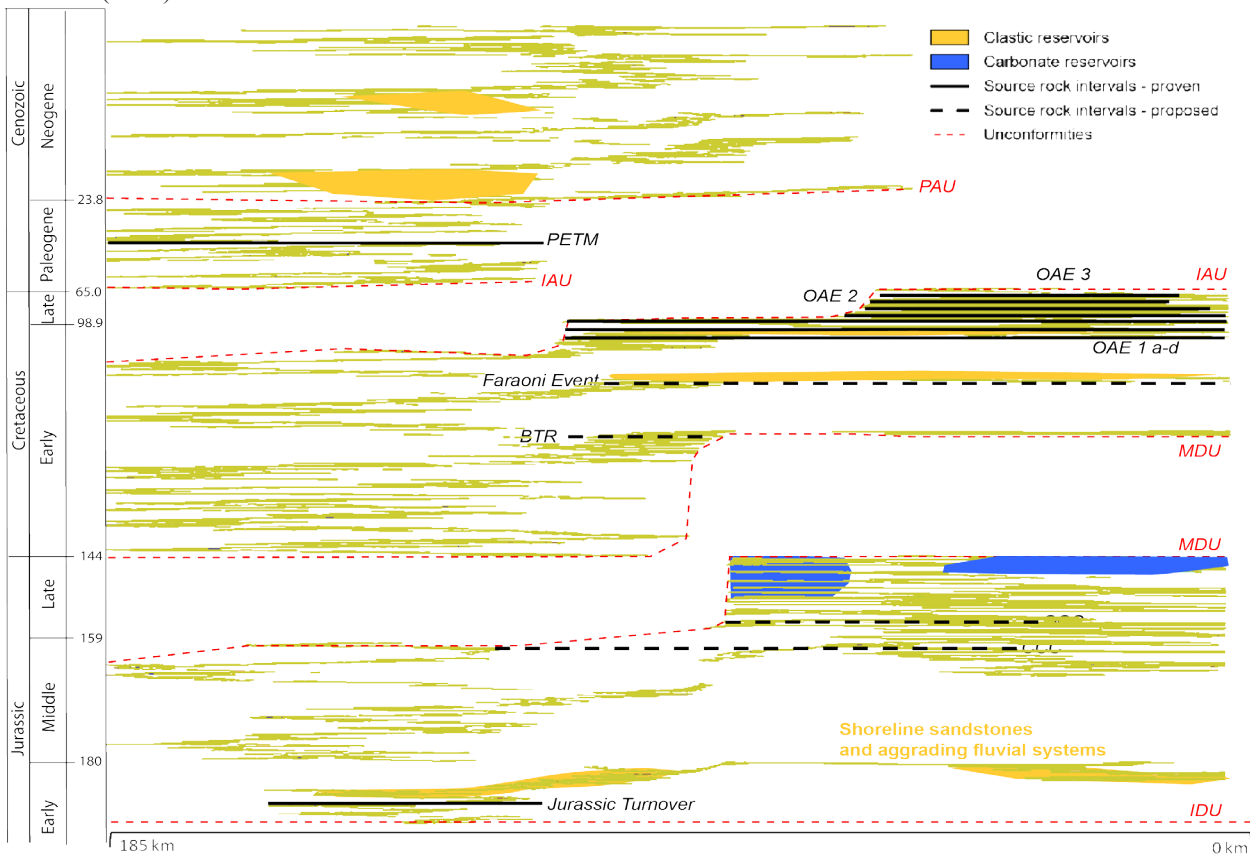 Clastic reservoirs
Carbonate reservoirs
Source rock intervals - proven
Source rock intervals - proposed
Unconformities
Cenozoic
Neogene
PAU
23.8
Paleogene
PETM
IAU
OAE 3
IAU
65.0
OAE 2
Late
98.9
OAE 1 a-d
Cretaceous
Faraoni Event
Early
BTR
MDU
144
MDU
Late
159
Jurassic
Middle
Shoreline sandstones
and aggrading fluvial systems
180
Early
Jurassic Turnover
IDU
185 km
0 km